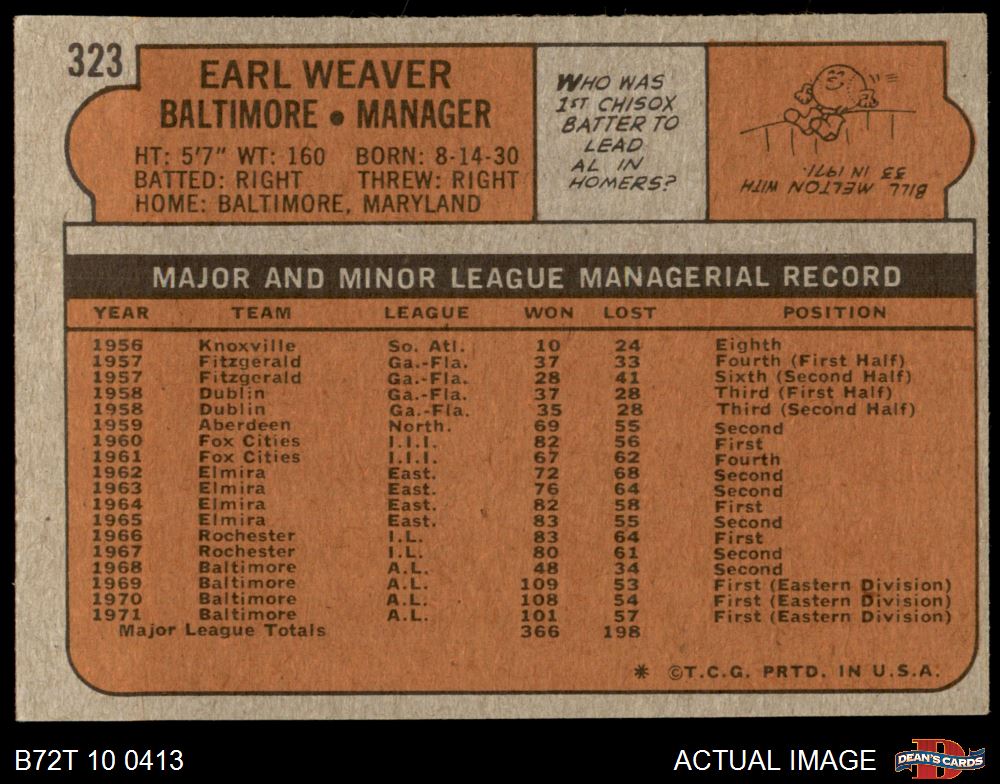 323
EARL WEAVER
BALTIMORE • MANAGER
HT: 5'7" WT: 160 BORN: 8-14-30
BATTED: RIGHT THREW: RIGHT
HOME: BALTIMORE, MARYLAND
WHO WAS
1ST CHISOX
BATTER TO
LEAD
AL IN
HOMERS?
BILL MELTON WITH
33 IN 1971.
MAJOR AND MINOR LEAGUE MANAGERIAL RECORD
YEAR TEAM LEAGUE WON LOST POSITION
1956 Knoxville So. Atl. 10 24 Eighth
1957 Fitzgerald Ga.-Fla. 37 33 Fourth (First Half)
1957 Fitzgerald Ga.-Fla. 28 41 Sixth (Second Half)
1958 Dublin Ga.-Fla. 37 28 Third (First Half)
1958 Dublin Ga.-Fla. 35 28 Third (Second Half)
1959 Aberdeen North. 69 55 Second
1960 Fox Cities I.I.I. 82 56 First
1961 Fox Cities I.I.I. 67 62 Fourth
1962 Elmira East. 72 68 Second
1963 Elmira East. 76 64 Second
1964 Elmira East. 82 58 First
1965 Elmira East. 83 55 Second
1966 Rochester I.L. 83 64 First
1967 Rochester I.L. 80 61 Second
1968 Baltimore A.L. 48 34 Second
1969 Baltimore A.L. 109 53 First (Eastern Division)
1970 Baltimore A.L. 108 54 First (Eastern Division)
1971 Baltimore A.L. 101 57 First (Eastern Division)
Major League Totals 366 198
* ©T.C.G. PRTD. IN U.S.A.
B72T 10 0413
ACTUAL IMAGE
D
DEAN'S CARDS